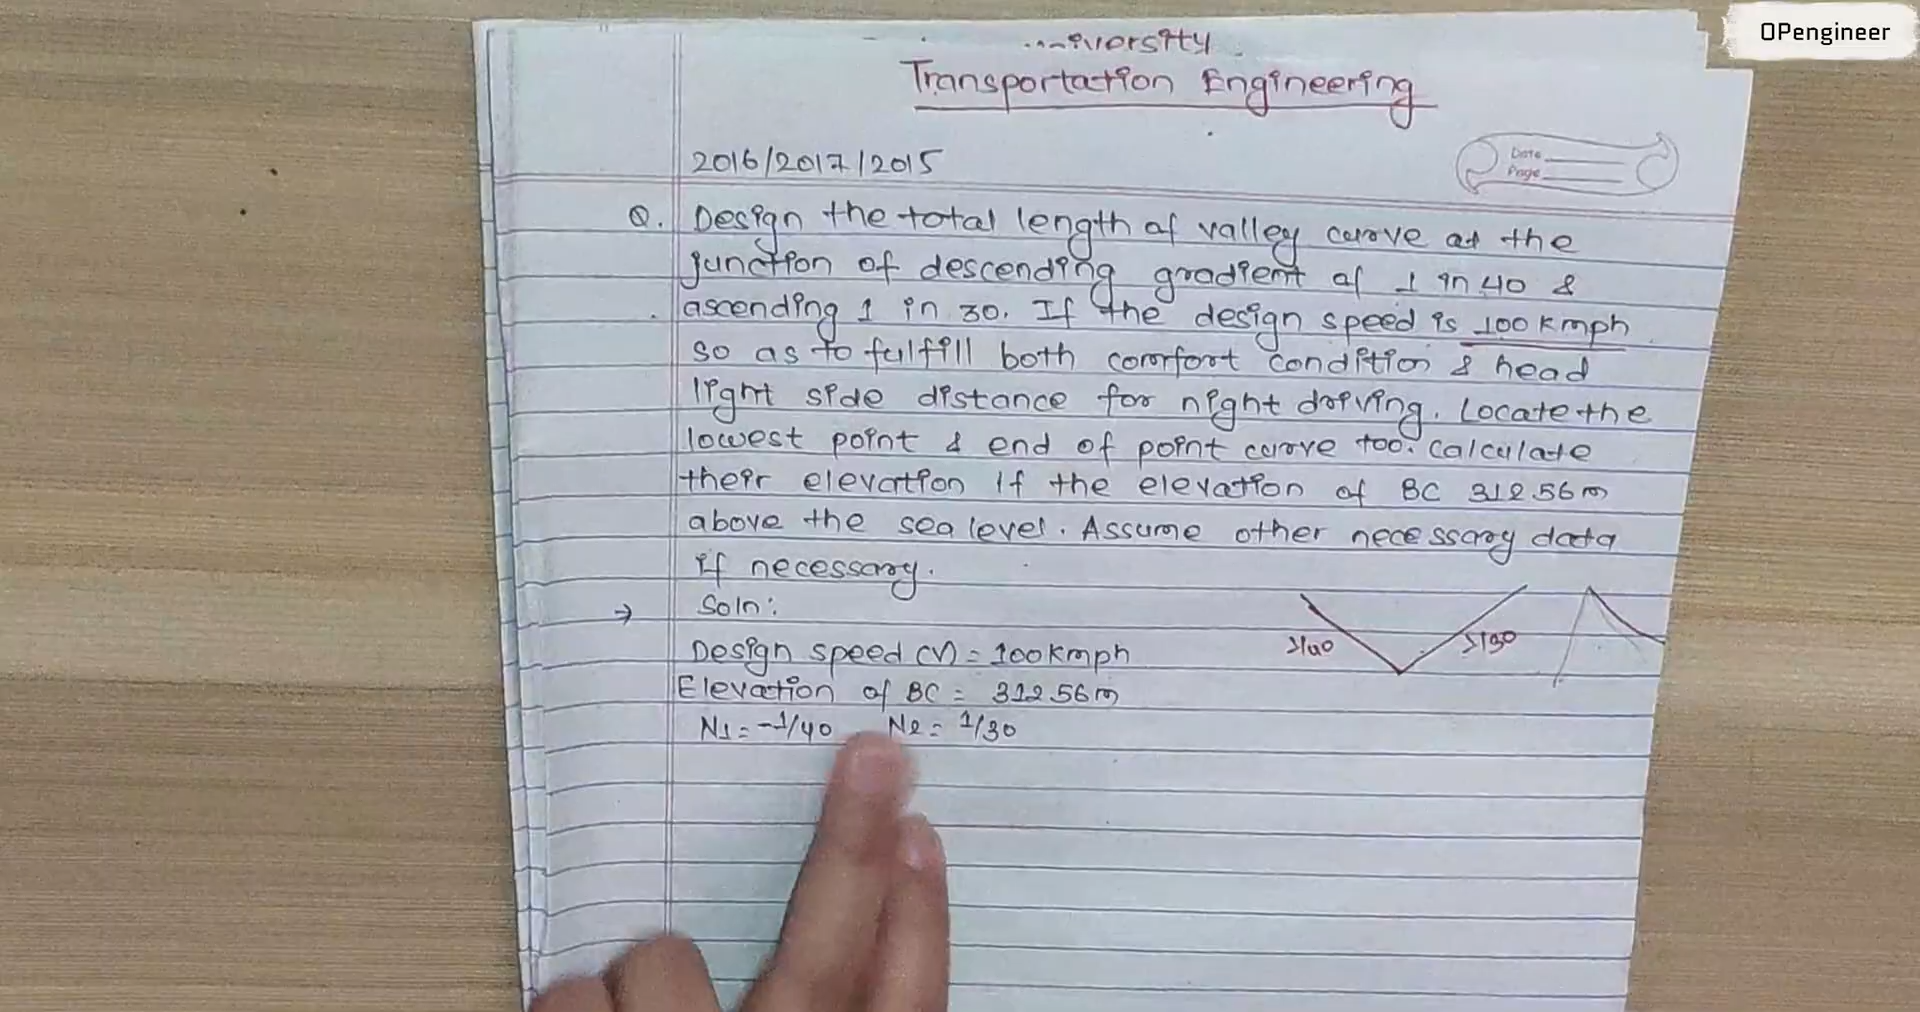 OPengineer
Transportation Engineering
Date
Page
2016/2017/2015
Q. Design the total length of valley curve at the
junction of descending gradient of 1 in 40 &
ascending 1 in 30. If the design speed is 100 kmph
so as to fulfill both comfort condition & head
light side distance for night driving. Locate the
lowest point & end of point curve too. calculate
their elevation if the elevation of BC 312.56m
above the sea level. Assume other necessary data
if necessary.
→ Soln:
1/40 1/30
Design speed (V) = 100kmph
Elevation of BC = 312.56m
N1 = -1/40 N2 = 1/30